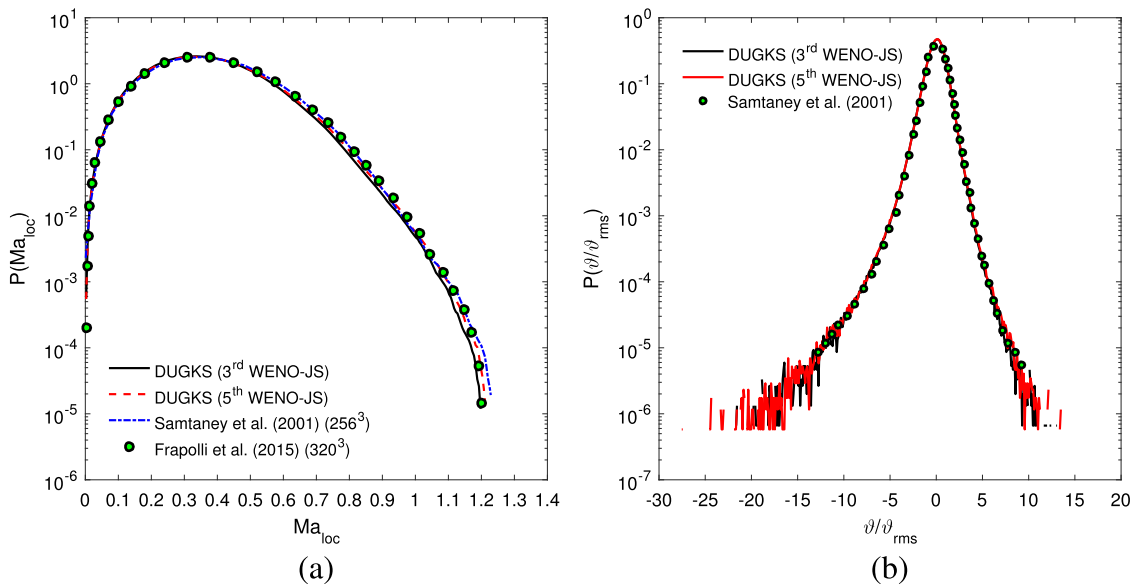 10^1
10^0
10^-1
10^-2
10^-3
10^-4
10^-5
10^-6
P(Ma_loc)
DUGKS (3^rd WENO-JS)
DUGKS (5^th WENO-JS)
Samtaney et al. (2001) (256^3)
Frapolli et al. (2015) (320^3)
0 0.1 0.2 0.3 0.4 0.5 0.6 0.7 0.8 0.9 1 1.1 1.2 1.3 1.4
Ma_loc
(a)
10^0
10^-1
10^-2
10^-3
10^-4
10^-5
10^-6
10^-7
P(ϑ/ϑ_rms)
DUGKS (3^rd WENO-JS)
DUGKS (5^th WENO-JS)
Samtaney et al. (2001)
-30 -25 -20 -15 -10 -5 0 5 10 15 20
ϑ/ϑ_rms
(b)